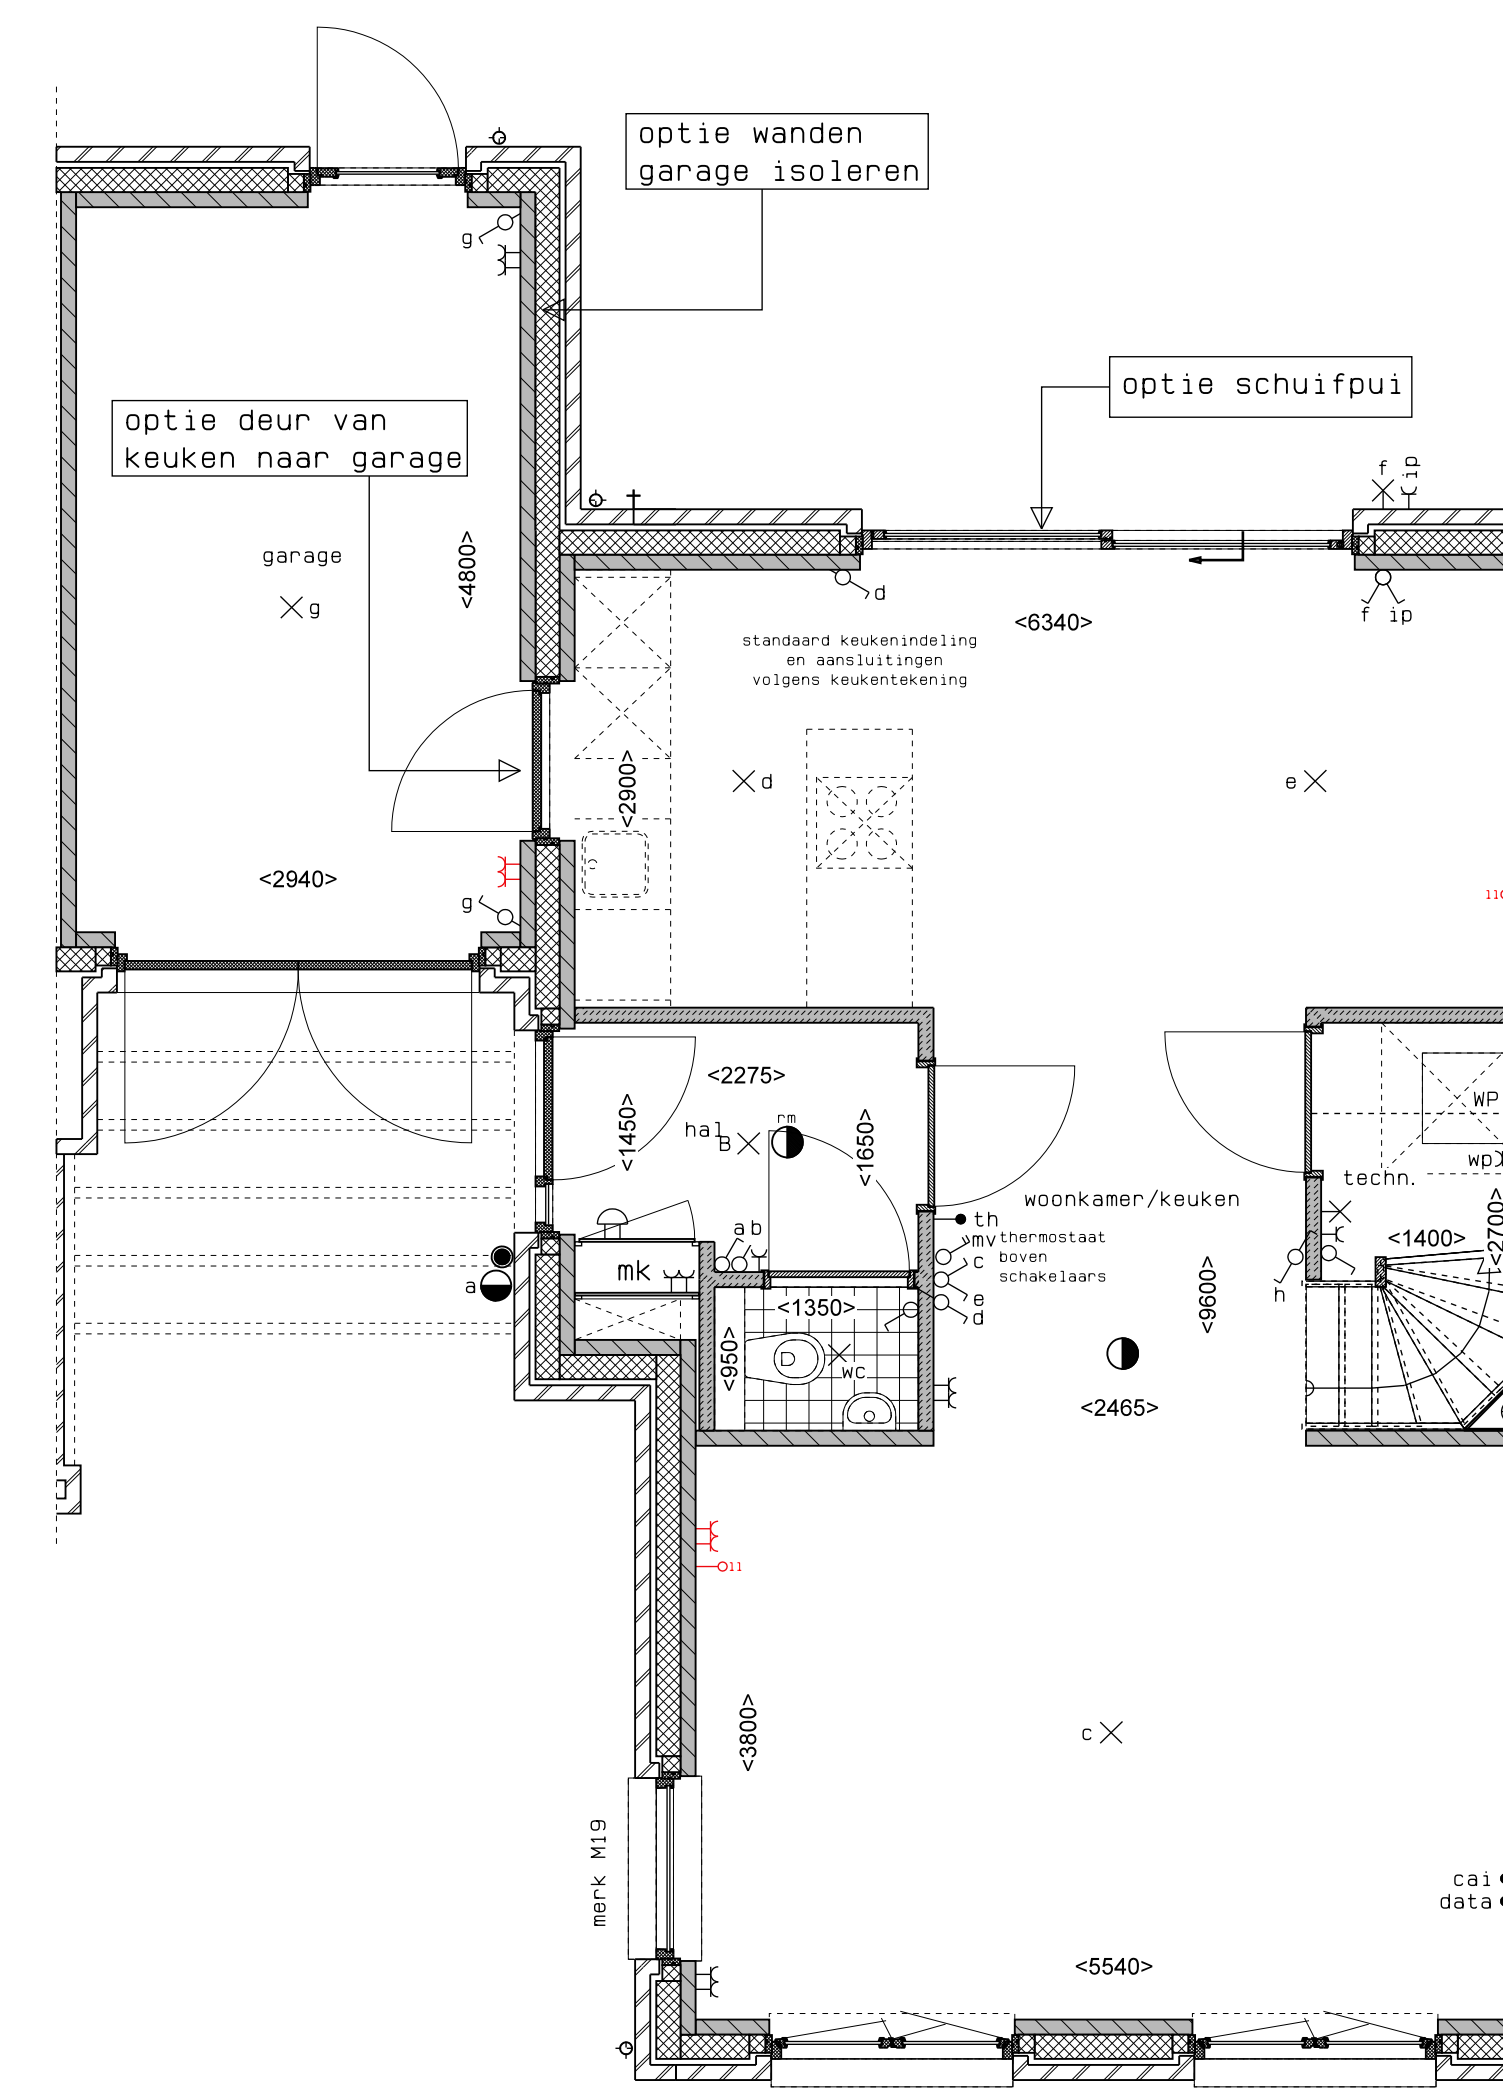 optie wanden
garage isoleren
g
optie schuifpui
optie deur van
keuken naar garage
f
ip
garage
<4800>
g
d
f ip
<6340>
standaard keukenindeling
en aansluitingen
volgens keukentekening
<2900>
d
e
<2940>
g
11
<2275>
rm
hal
B
<1450>
<1650>
WP
wp
techn.
woonkamer/keuken
th
mv
thermostaat
boven
schakelaars
c
e
d
a b
mk
a
<1400>
<2700>
h
<1350>
<950>
wc
<9600>
<2465>
11
<3800>
c
merk M19
cai
data
<5540>